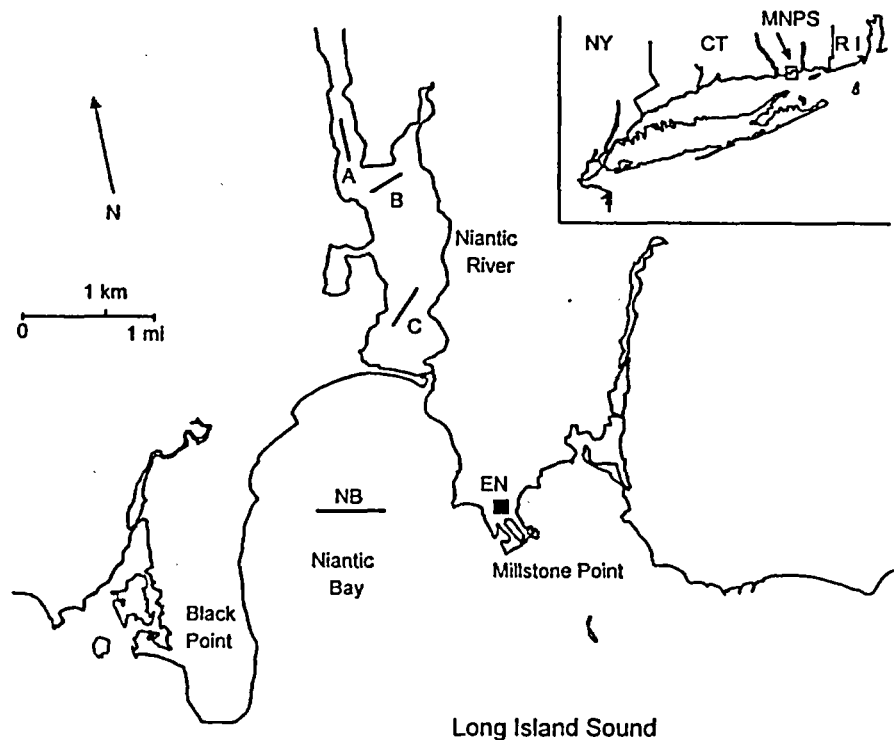 MNPS
NY
CT
R I
N
A
B
Niantic
River
1 km
0
1 mi
C
EN
NB
Millstone Point
Niantic
Bay
Black
Point
Long Island Sound